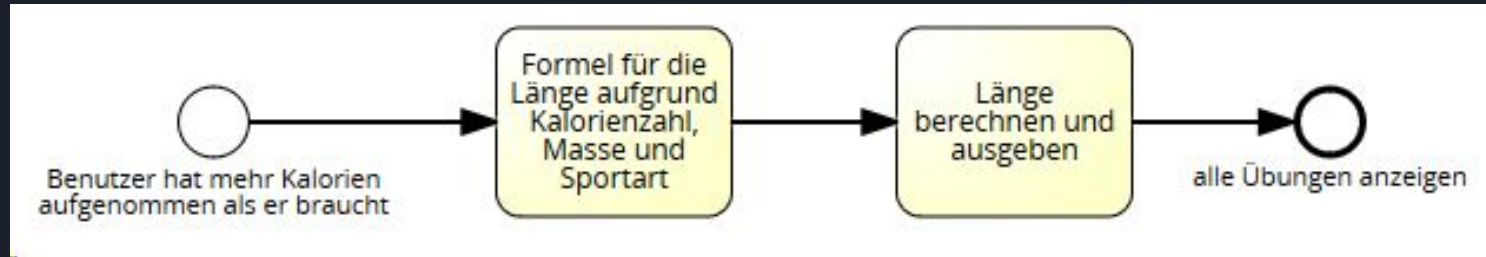 Benutzer hat mehr Kalorien
aufgenommen als er braucht
Formel für die
Länge aufgrund
Kalorienzahl,
Masse und
Sportart
Länge
berechnen und
ausgeben
alle Übungen anzeigen